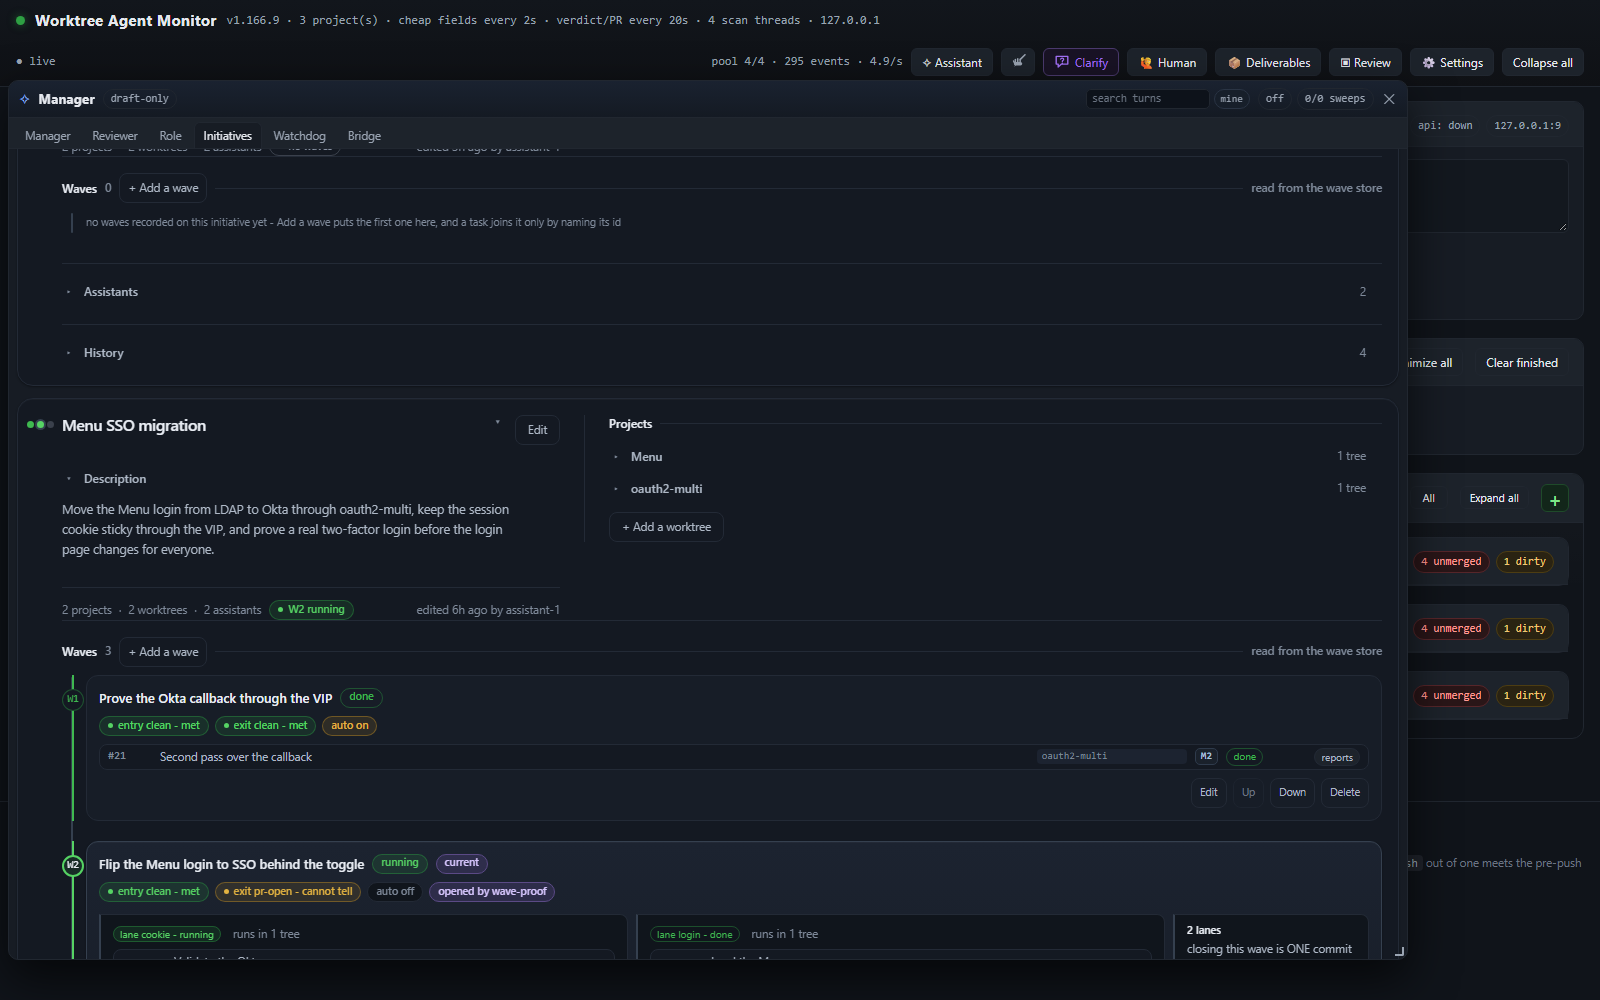 Worktree Agent Monitor v1.166.9 · 3 project(s) · cheap fields every 2s · verdict/PR every 20s · 4 scan threads · 127.0.0.1
live
pool 4/4 · 295 events · 4.9/s
Assistant
Clarify
Human
Deliverables
Review
Settings
Collapse all
Manager draft-only
search turns
mine
off
0/0 sweeps
api: down 127.0.0.1:9
Manager Reviewer Role Initiatives Watchdog Bridge
2 projects · 2 worktrees · 2 assistants
edited 6h ago by assistant-1
Waves 0 + Add a wave
read from the wave store
no waves recorded on this initiative yet - Add a wave puts the first one here, and a task joins it only by naming its id
Assistants 2
History 4
imize all
Clear finished
Menu SSO migration
Edit
Description
Move the Menu login from LDAP to Okta through oauth2-multi, keep the session
cookie sticky through the VIP, and prove a real two-factor login before the login
page changes for everyone.
Projects
Menu 1 tree
oauth2-multi 1 tree
+ Add a worktree
All
Expand all
+
4 unmerged 1 dirty
4 unmerged 1 dirty
4 unmerged 1 dirty
2 projects · 2 worktrees · 2 assistants W2 running
edited 6h ago by assistant-1
Waves 3 + Add a wave
read from the wave store
W1
Prove the Okta callback through the VIP done
entry clean - met exit clean - met auto on
#21 Second pass over the callback oauth2-multi M2 done reports
Edit Up Down Delete
W2
Flip the Menu login to SSO behind the toggle running current
entry clean - met exit pr-open - cannot tell auto off opened by wave-proof
lane cookie - running runs in 1 tree
lane login - done runs in 1 tree
2 lanes
closing this wave is ONE commit
sh out of one meets the pre-push